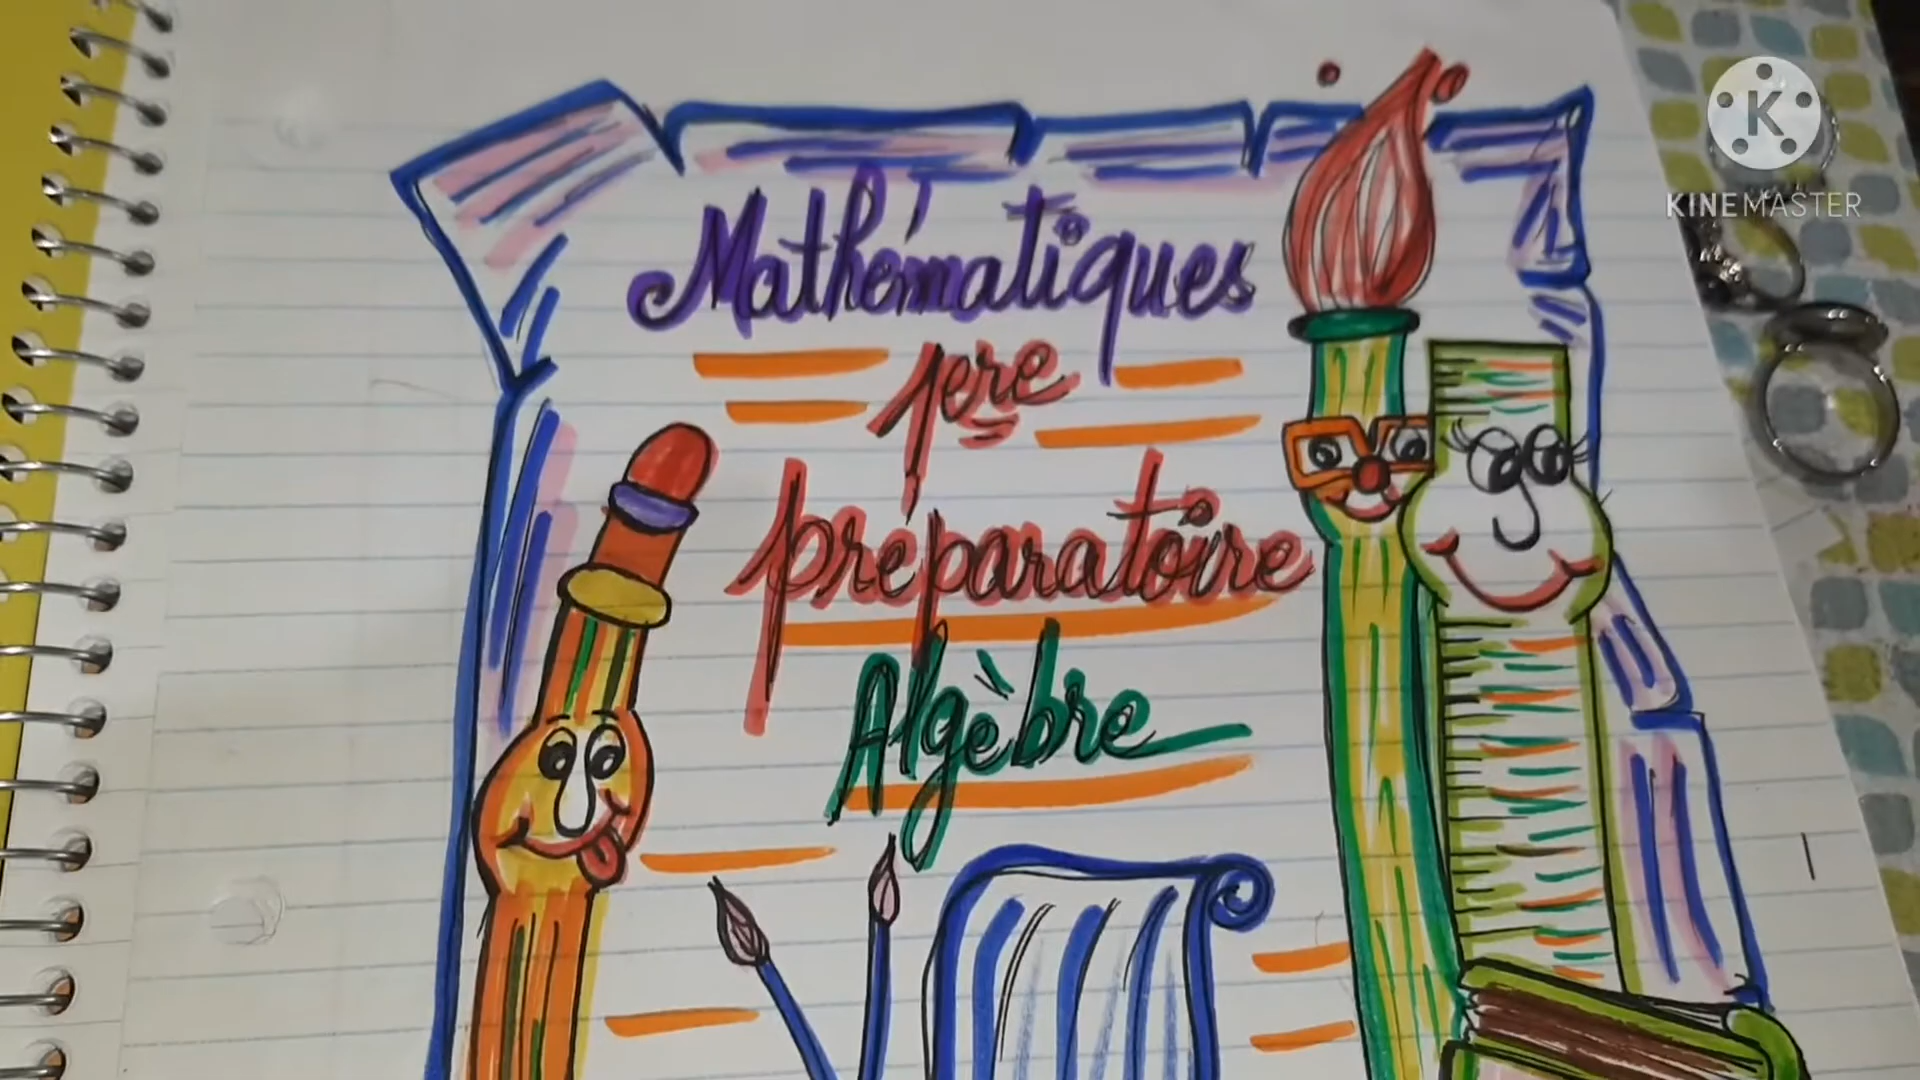 Mathématiques
1ère
préparatoire
Algèbre
K
KINEMASTER